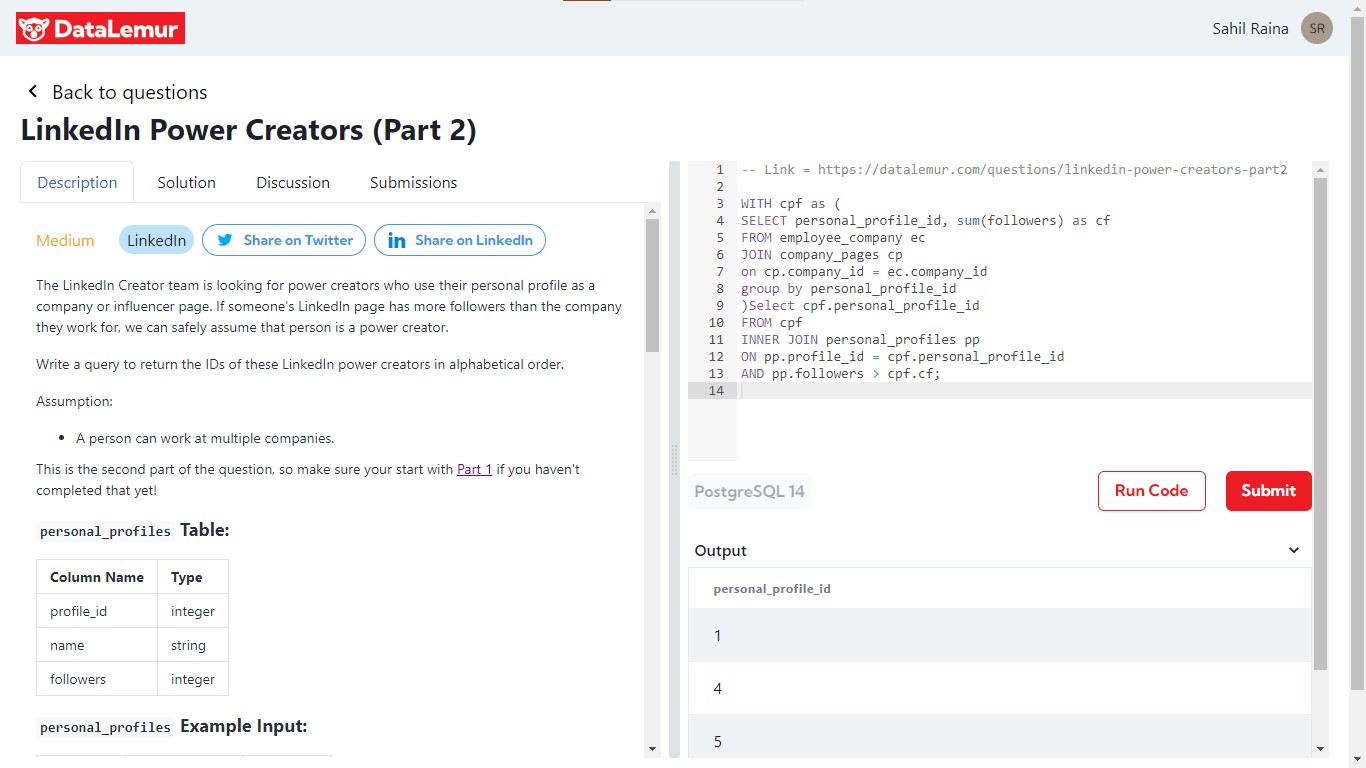 DataLemur
Sahil Raina
SR
Back to questions
LinkedIn Power Creators (Part 2)
Description
Solution
Discussion
Submissions
Medium
LinkedIn
Share on Twitter
Share on LinkedIn
The LinkedIn Creator team is looking for power creators who use their personal profile as a
company or influencer page. If someone's LinkedIn page has more followers than the company
they work for, we can safely assume that person is a power creator.
Write a query to return the IDs of these LinkedIn power creators in alphabetical order.
Assumption:
• A person can work at multiple companies.
This is the second part of the question, so make sure your start with Part 1 if you haven't
completed that yet!
personal_profiles Table:
Column Name Type
profile_id integer
name string
followers integer
personal_profiles Example Input:
1 -- Link = https://datalemur.com/questions/linkedin-power-creators-part2
2
3 WITH cpf as (
4 SELECT personal_profile_id, sum(followers) as cf
5 FROM employee_company ec
6 JOIN company_pages cp
7 on cp.company_id = ec.company_id
8 group by personal_profile_id
9 )Select cpf.personal_profile_id
10 FROM cpf
11 INNER JOIN personal_profiles pp
12 ON pp.profile_id = cpf.personal_profile_id
13 AND pp.followers > cpf.cf;
14
PostgreSQL 14
Run Code
Submit
Output
personal_profile_id
1
4
5